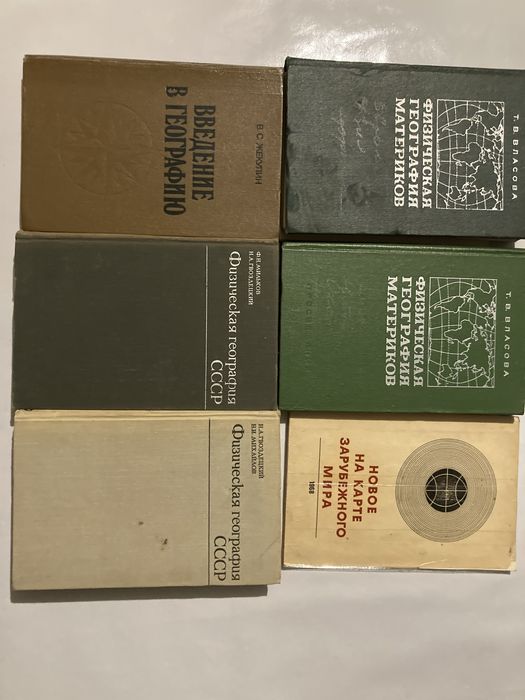 В. С. ЖЕКУЛИН
ВВЕДЕНИЕ
В ГЕОГРАФИЮ
Т. В. ВЛАСОВА
ФИЗИЧЕСКАЯ
ГЕОГРАФИЯ
МАТЕРИКОВ
Ф.Н.МИЛЬКОВ
Н.А.ГВОЗДЕЦКИЙ
Физическая география
СССР
Т. В. ВЛАСОВА
ФИЗИЧЕСКАЯ
ГЕОГРАФИЯ
МАТЕРИКОВ
Н.А.ГВОЗДЕЦКИЙ
Н.И.МИХАЙЛОВ
Физическая география
СССР
НОВОЕ
НА КАРТЕ
ЗАРУБЕЖНОГО
МИРА
1968